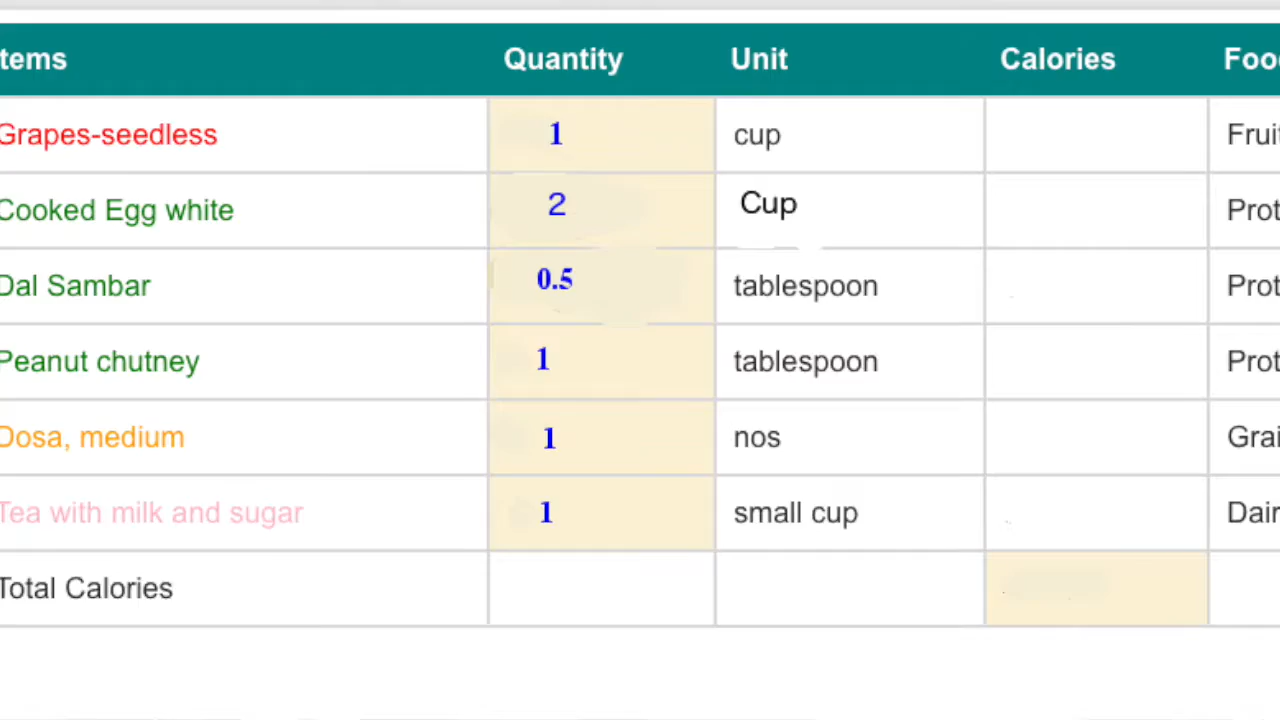 tems Quantity Unit Calories Foo
Grapes-seedless 1 cup Frui
Cooked Egg white 2 Cup Prot
Dal Sambar 0.5 tablespoon Prot
Peanut chutney 1 tablespoon Prot
Dosa, medium 1 nos Grai
Tea with milk and sugar 1 small cup Dair
Total Calories